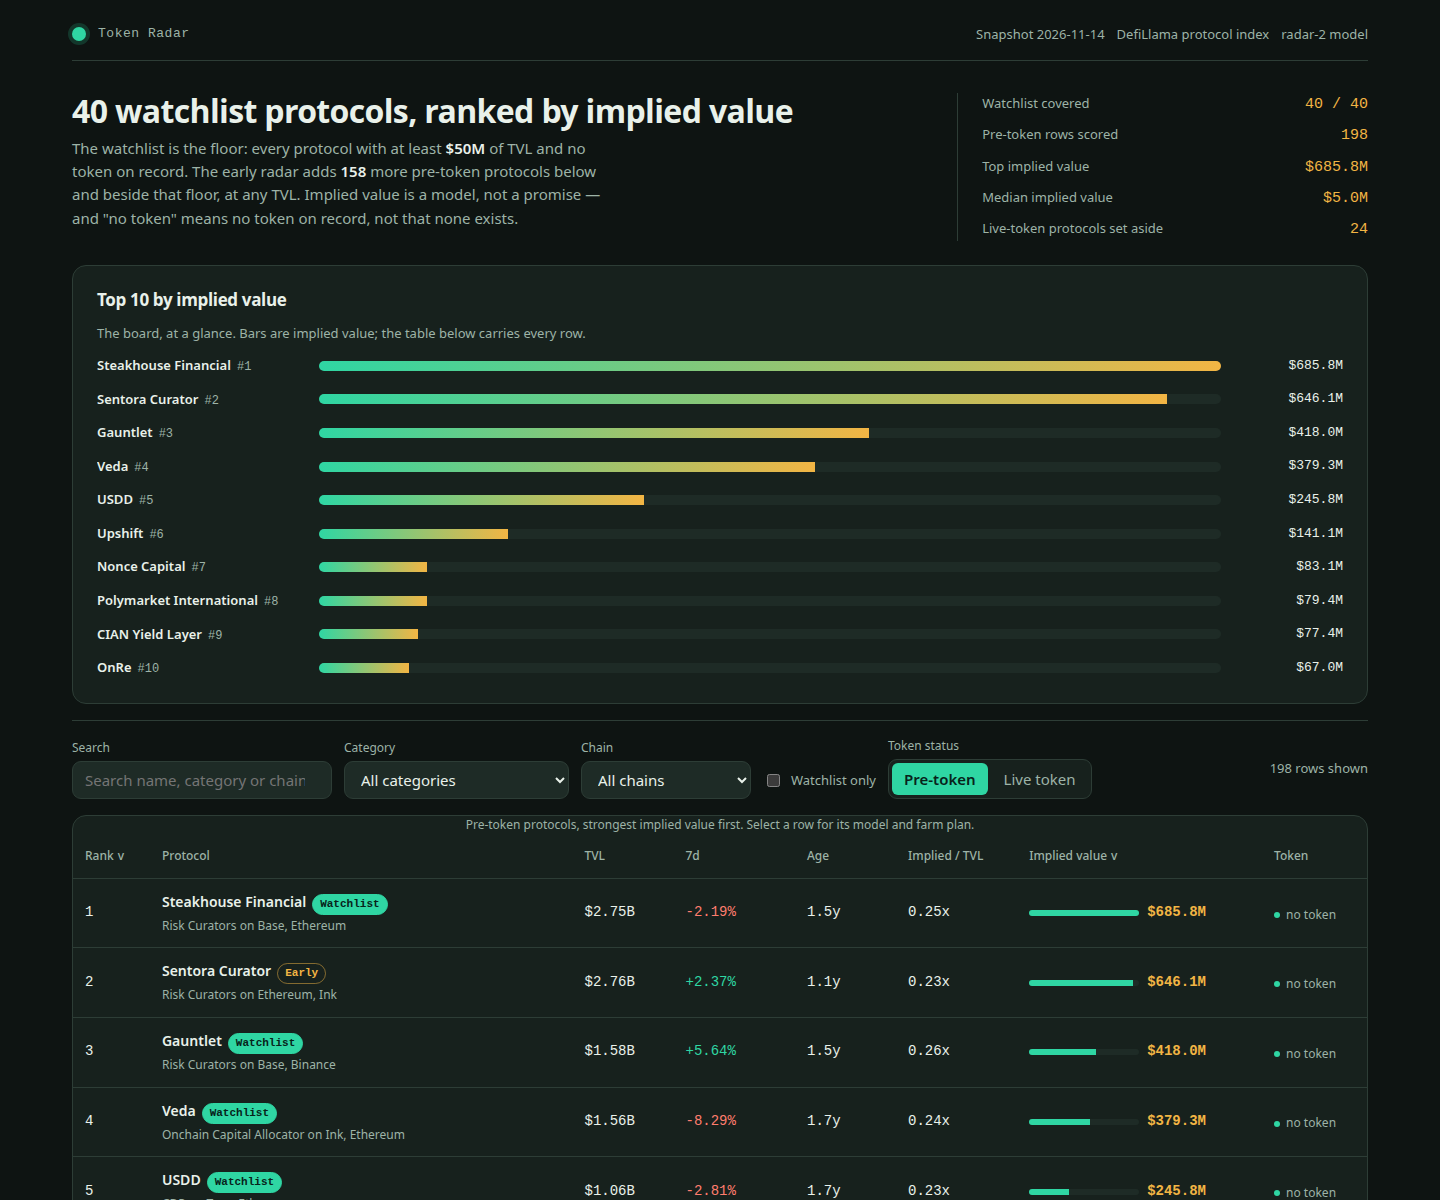 Token Radar
Snapshot 2026-11-14 DefiLlama protocol index radar-2 model
40 watchlist protocols, ranked by implied value
The watchlist is the floor: every protocol with at least $50M of TVL and no
token on record. The early radar adds 158 more pre-token protocols below
and beside that floor, at any TVL. Implied value is a model, not a promise —
and "no token" means no token on record, not that none exists.
Watchlist covered 40 / 40
Pre-token rows scored 198
Top implied value $685.8M
Median implied value $5.0M
Live-token protocols set aside 24
Top 10 by implied value
The board, at a glance. Bars are implied value; the table below carries every row.
Steakhouse Financial #1 $685.8M
Sentora Curator #2 $646.1M
Gauntlet #3 $418.0M
Veda #4 $379.3M
USDD #5 $245.8M
Upshift #6 $141.1M
Nonce Capital #7 $83.1M
Polymarket International #8 $79.4M
CIAN Yield Layer #9 $77.4M
OnRe #10 $67.0M
Search Category Chain Token status
Search name, category or chain All categories All chains Watchlist only Pre-token Live token 198 rows shown
Pre-token protocols, strongest implied value first. Select a row for its model and farm plan.
Rank v Protocol TVL 7d Age Implied / TVL Implied value v Token
1 Steakhouse Financial Watchlist $2.75B -2.19% 1.5y 0.25x $685.8M no token
Risk Curators on Base, Ethereum
2 Sentora Curator Early $2.76B +2.37% 1.1y 0.23x $646.1M no token
Risk Curators on Ethereum, Ink
3 Gauntlet Watchlist $1.58B +5.64% 1.5y 0.26x $418.0M no token
Risk Curators on Base, Binance
4 Veda Watchlist $1.56B -8.29% 1.7y 0.24x $379.3M no token
Onchain Capital Allocator on Ink, Ethereum
5 USDD Watchlist $1.06B -2.81% 1.7y 0.23x $245.8M no token